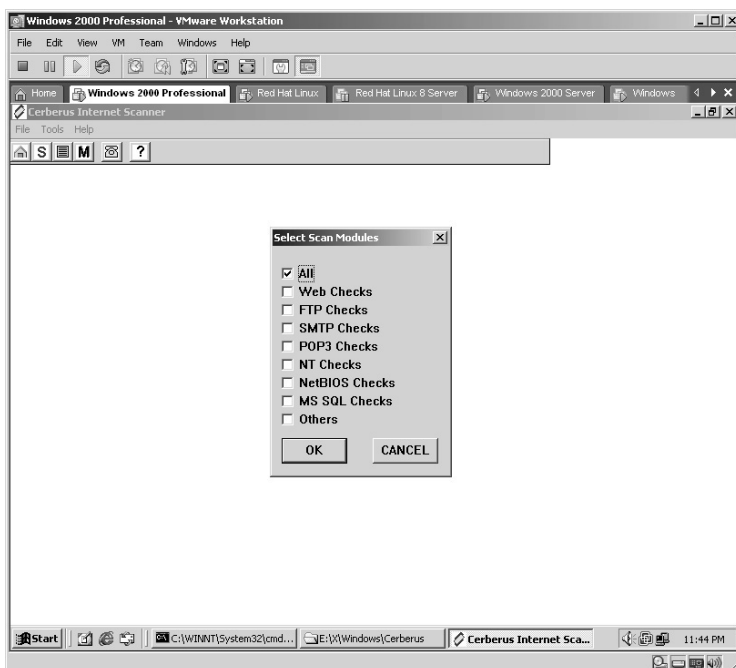 Windows 2000 Professional - VMware Workstation
File Edit View VM Team Windows Help
Home Windows 2000 Professional Red Hat Linux Red Hat Linux 8 Server Windows 2000 Server Windows
Cerberus Internet Scanner
File Tools Help
S M ?
Select Scan Modules
All
Web Checks
FTP Checks
SMTP Checks
POP3 Checks
NT Checks
NetBIOS Checks
MS SQL Checks
Others
OK CANCEL
Start C:\WINNT\System32\cmd... E:\X\Windows\Cerberus Cerberus Internet Sca... 11:44 PM